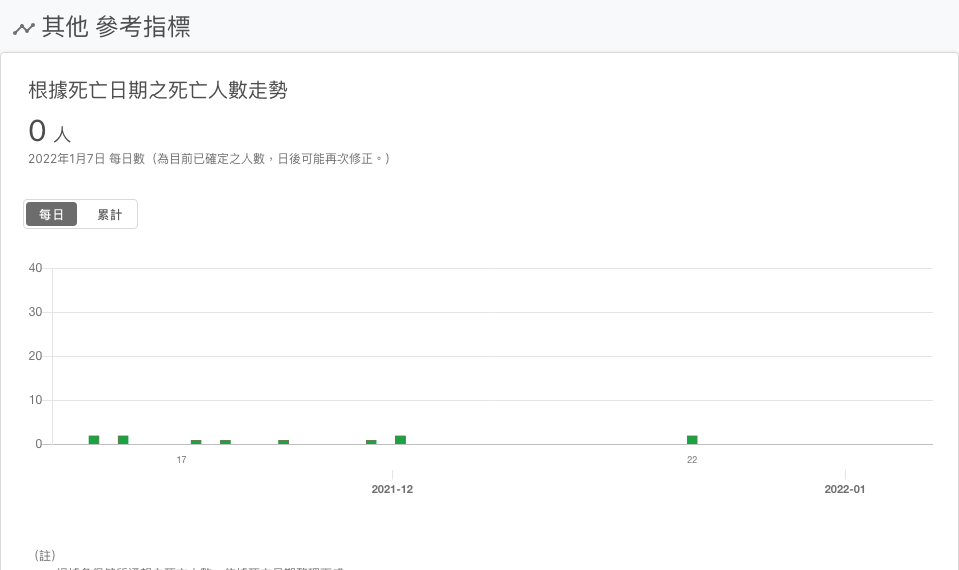 其他 參考指標
根據死亡日期之死亡人數走勢
0 人
2022年1月7日 每日數（為目前已確定之人數，日後可能再次修正。）
每日 累計
40
30
20
10
0
17 22
2021-12 2022-01
（註）